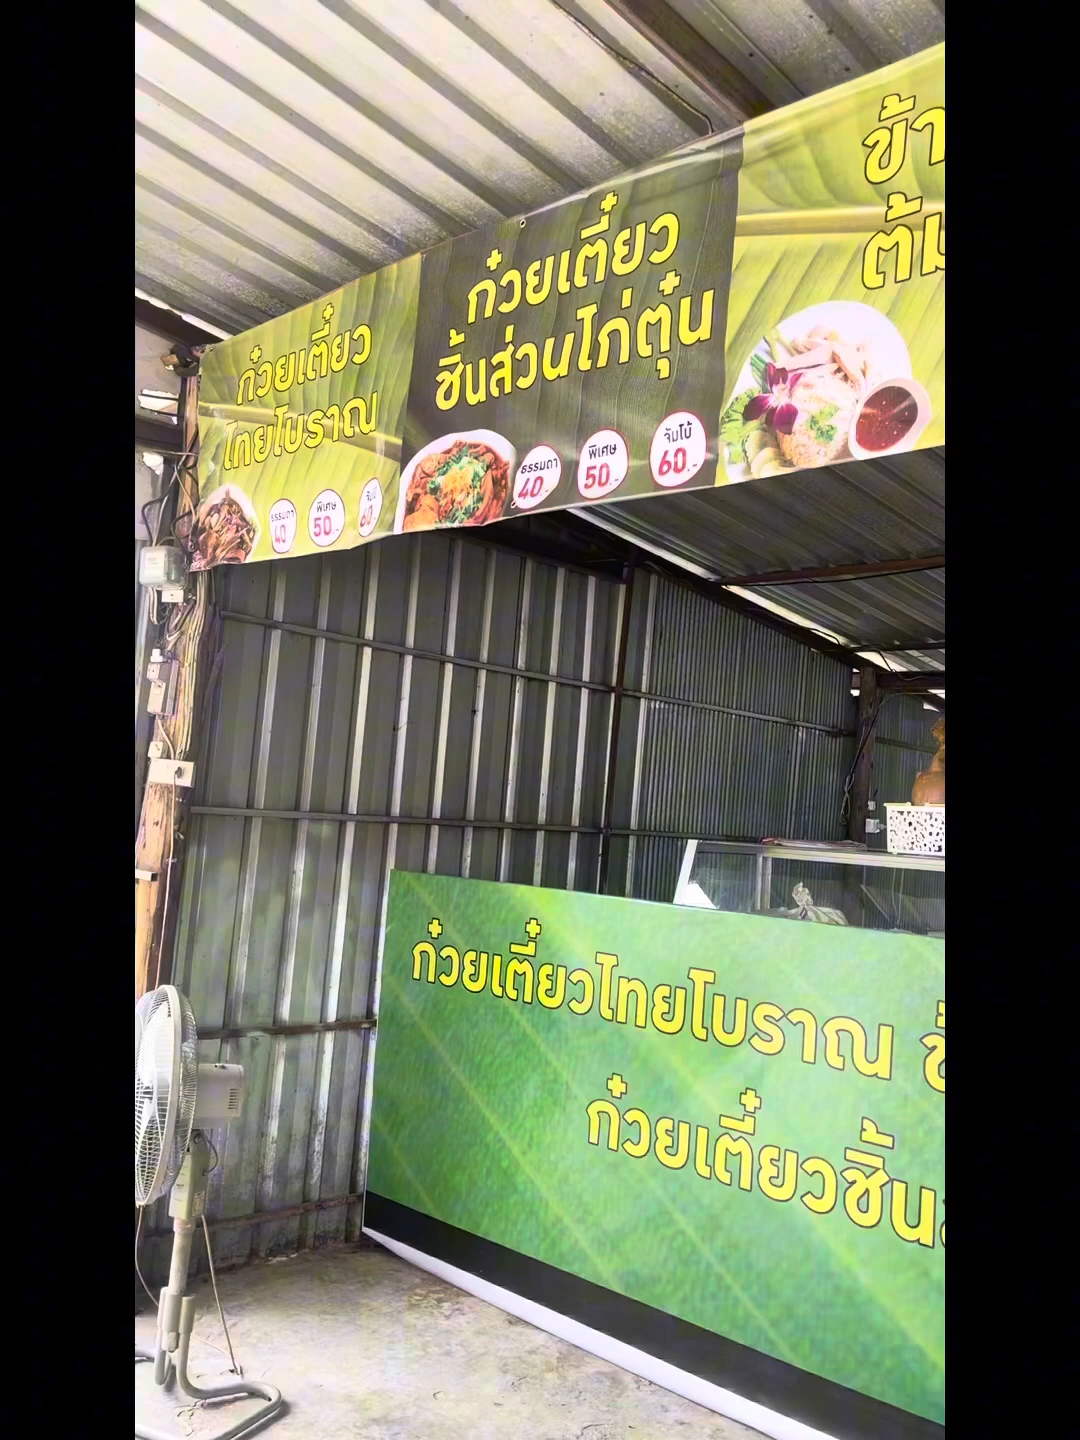 ก๋วยเตี๋ยว
ไทยโบราณ
ธรรมดา
40
พิเศษ
50.-
จัมโบ้
60
ก๋วยเตี๋ยว
ชิ้นส่วนไก่ตุ๋น
ธรรมดา
40.-
พิเศษ
50.-
จัมโบ้
60.-
ก๋วยเตี๋ยวไทยโบราณ
ก๋วยเตี๋ยวชิ้น